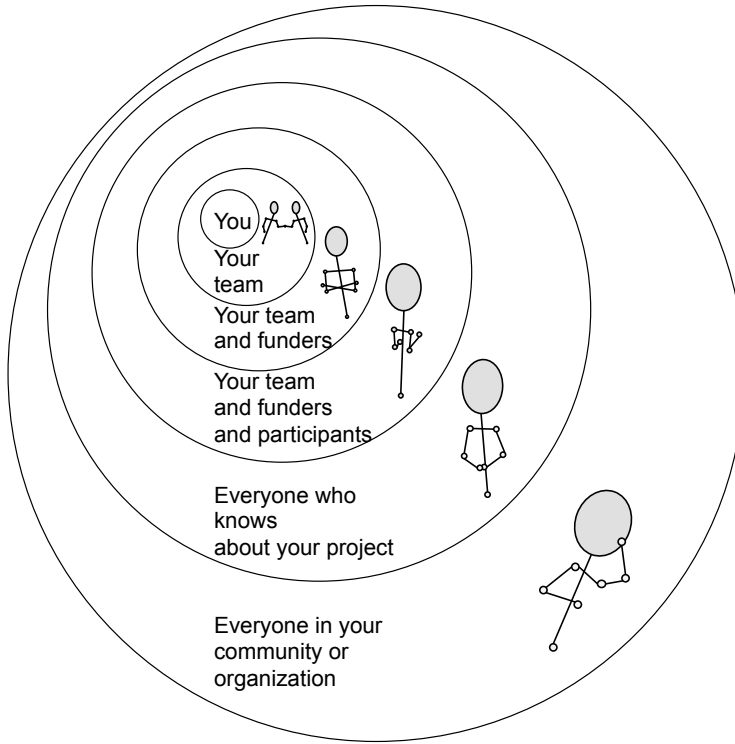 You
Your
team
Your team
and funders
Your team
and funders
and participants
Everyone who
knows
about your project
Everyone in your
community or
organization